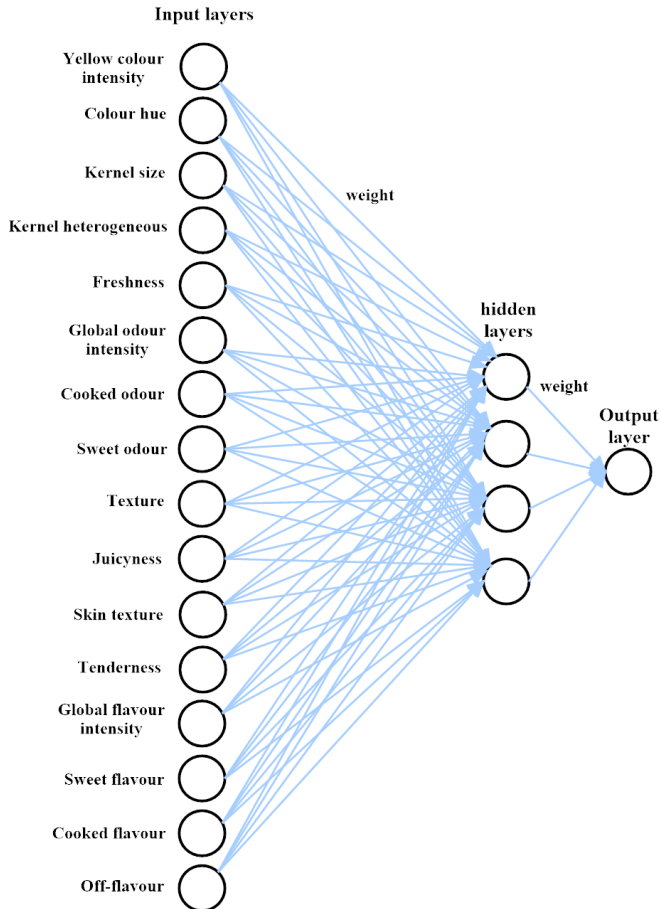 Input layers
Yellow colour
intensity
Colour hue
Kernel size
weight
Kernel heterogeneous
Freshness
hidden
layers
Global odour
intensity
Cooked odour
weight
Output
layer
Sweet odour
Texture
Juicyness
Skin texture
Tenderness
Global flavour
intensity
Sweet flavour
Cooked flavour
Off-flavour